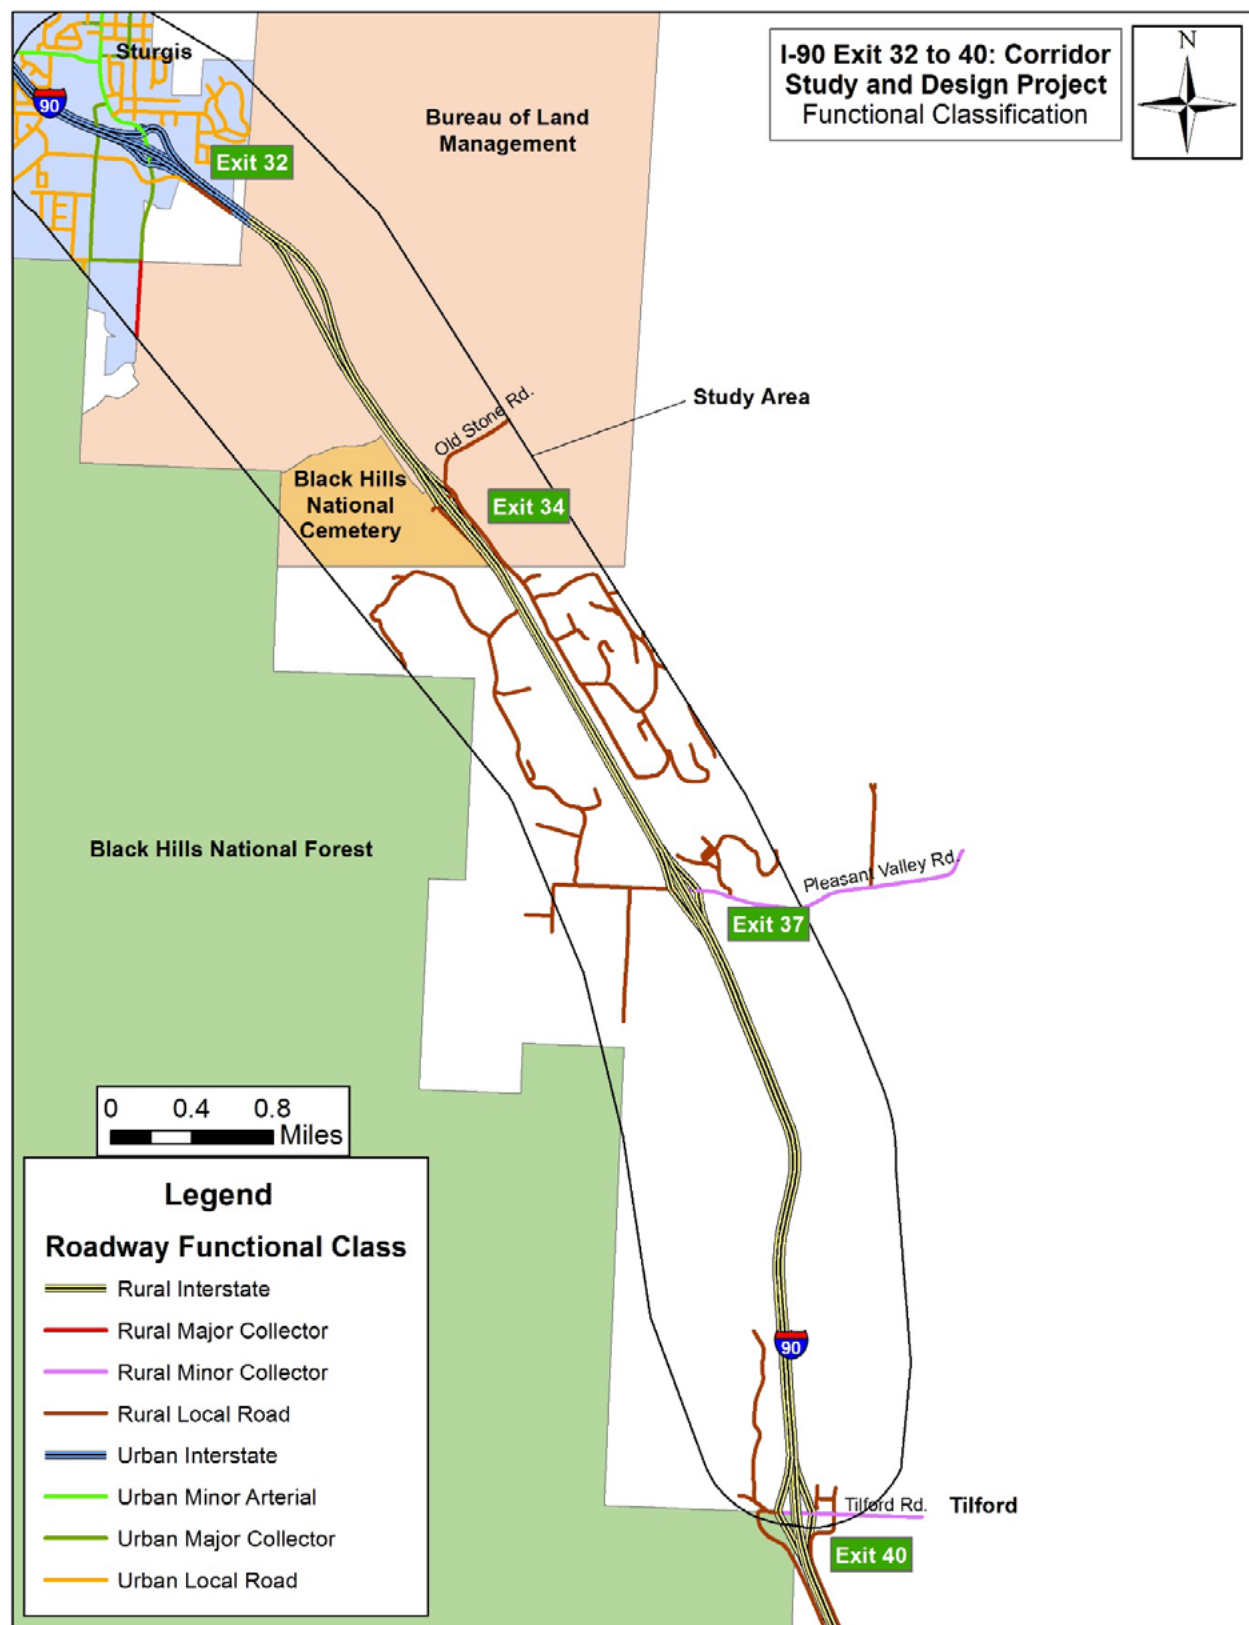 Sturgis
90
Exit 32
Bureau of Land
Management
I-90 Exit 32 to 40: Corridor
Study and Design Project
Functional Classification
N
Study Area
Old Stone Rd.
Black Hills
National
Cemetery
Exit 34
Black Hills National Forest
Pleasant Valley Rd.
Exit 37
0 0.4 0.8
Miles
90
Tilford Rd.
Tilford
Exit 40
Legend
Roadway Functional Class
Rural Interstate
Rural Major Collector
Rural Minor Collector
Rural Local Road
Urban Interstate
Urban Minor Arterial
Urban Major Collector
Urban Local Road